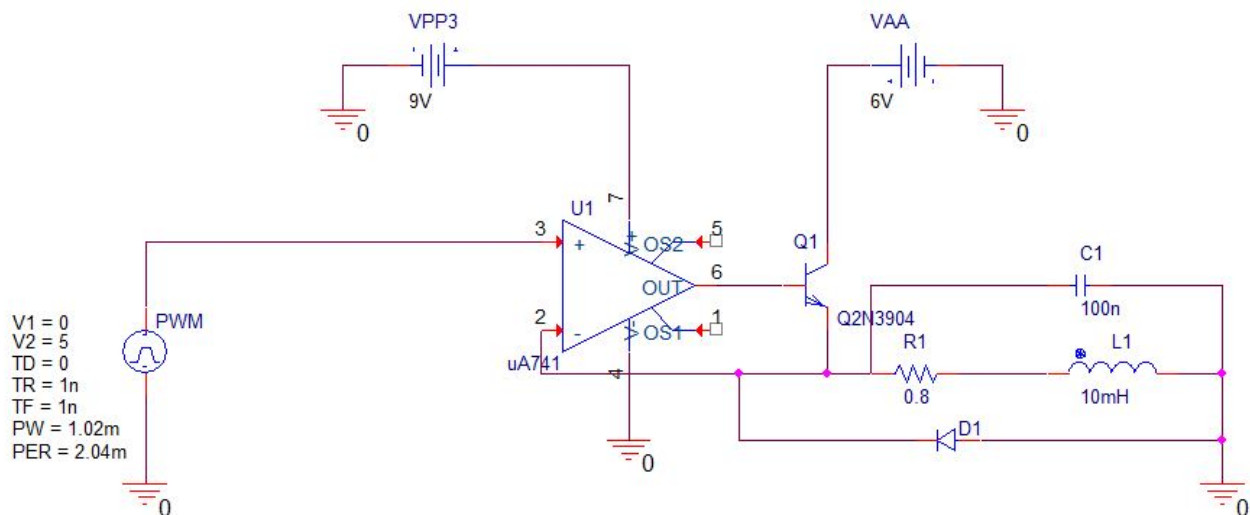 VPP3
VAA
9V
6V
0
0
7
U1
3
5
+
V+
OS2
Q1
C1
6
OUT
100n
V1 = 0
PWM
2
-
V-
OS1
1
Q2N3904
V2 = 5
R1
L1
TD = 0
uA741
4
TR = 1n
0.8
10mH
TF = 1n
D1
PW = 1.02m
PER = 2.04m
0
0
0